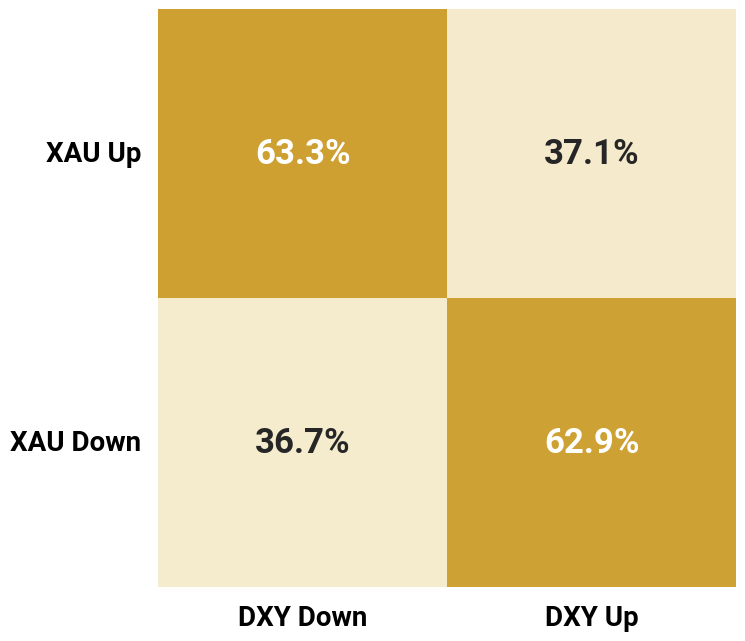 XAU Up
63.3%
37.1%
XAU Down
36.7%
62.9%
DXY Down
DXY Up